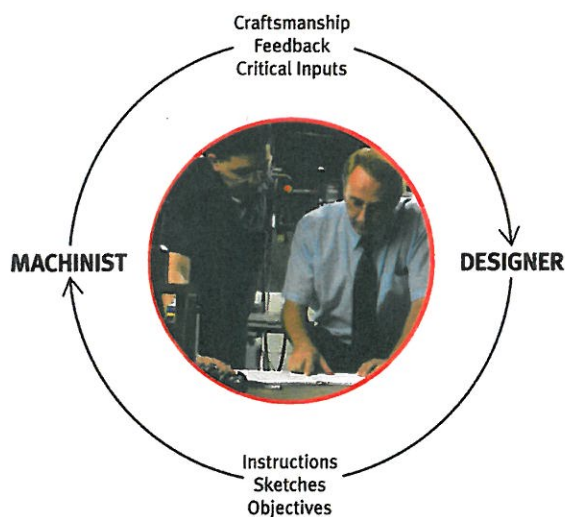 Craftsmanship
Feedback
Critical Inputs
MACHINIST
DESIGNER
Instructions
Sketches
Objectives